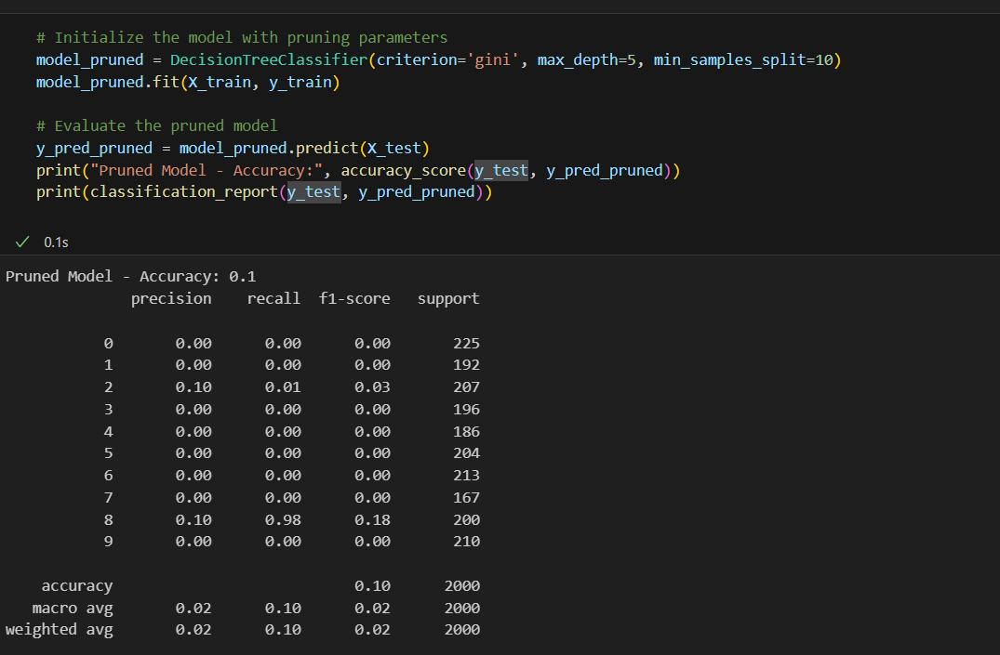 # Initialize the model with pruning parameters
model_pruned = DecisionTreeClassifier(criterion='gini', max_depth=5, min_samples_split=10)
model_pruned.fit(X_train, y_train)
# Evaluate the pruned model
y_pred_pruned = model_pruned.predict(X_test)
print("Pruned Model - Accuracy:", accuracy_score(y_test, y_pred_pruned))
print(classification_report(y_test, y_pred_pruned))
0.1s
Pruned Model - Accuracy: 0.1
precision recall f1-score support
0 0.00 0.00 0.00 225
1 0.00 0.00 0.00 192
2 0.10 0.01 0.03 207
3 0.00 0.00 0.00 196
4 0.00 0.00 0.00 186
5 0.00 0.00 0.00 204
6 0.00 0.00 0.00 213
7 0.00 0.00 0.00 167
8 0.10 0.98 0.18 200
9 0.00 0.00 0.00 210
accuracy 0.10 2000
macro avg 0.02 0.10 0.02 2000
weighted avg 0.02 0.10 0.02 2000